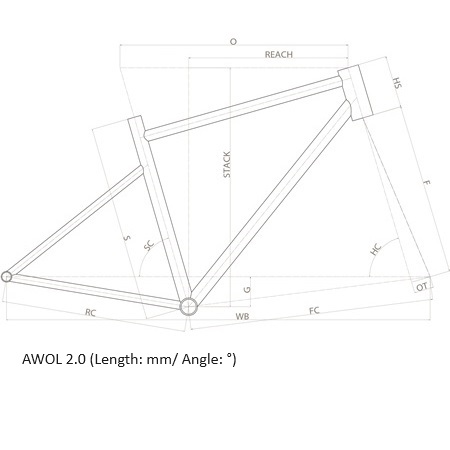 O
REACH
HS
STACK
F
S
SC
HC
G
OT
RC
WB
FC
AWOL 2.0 (Length: mm/ Angle: °)